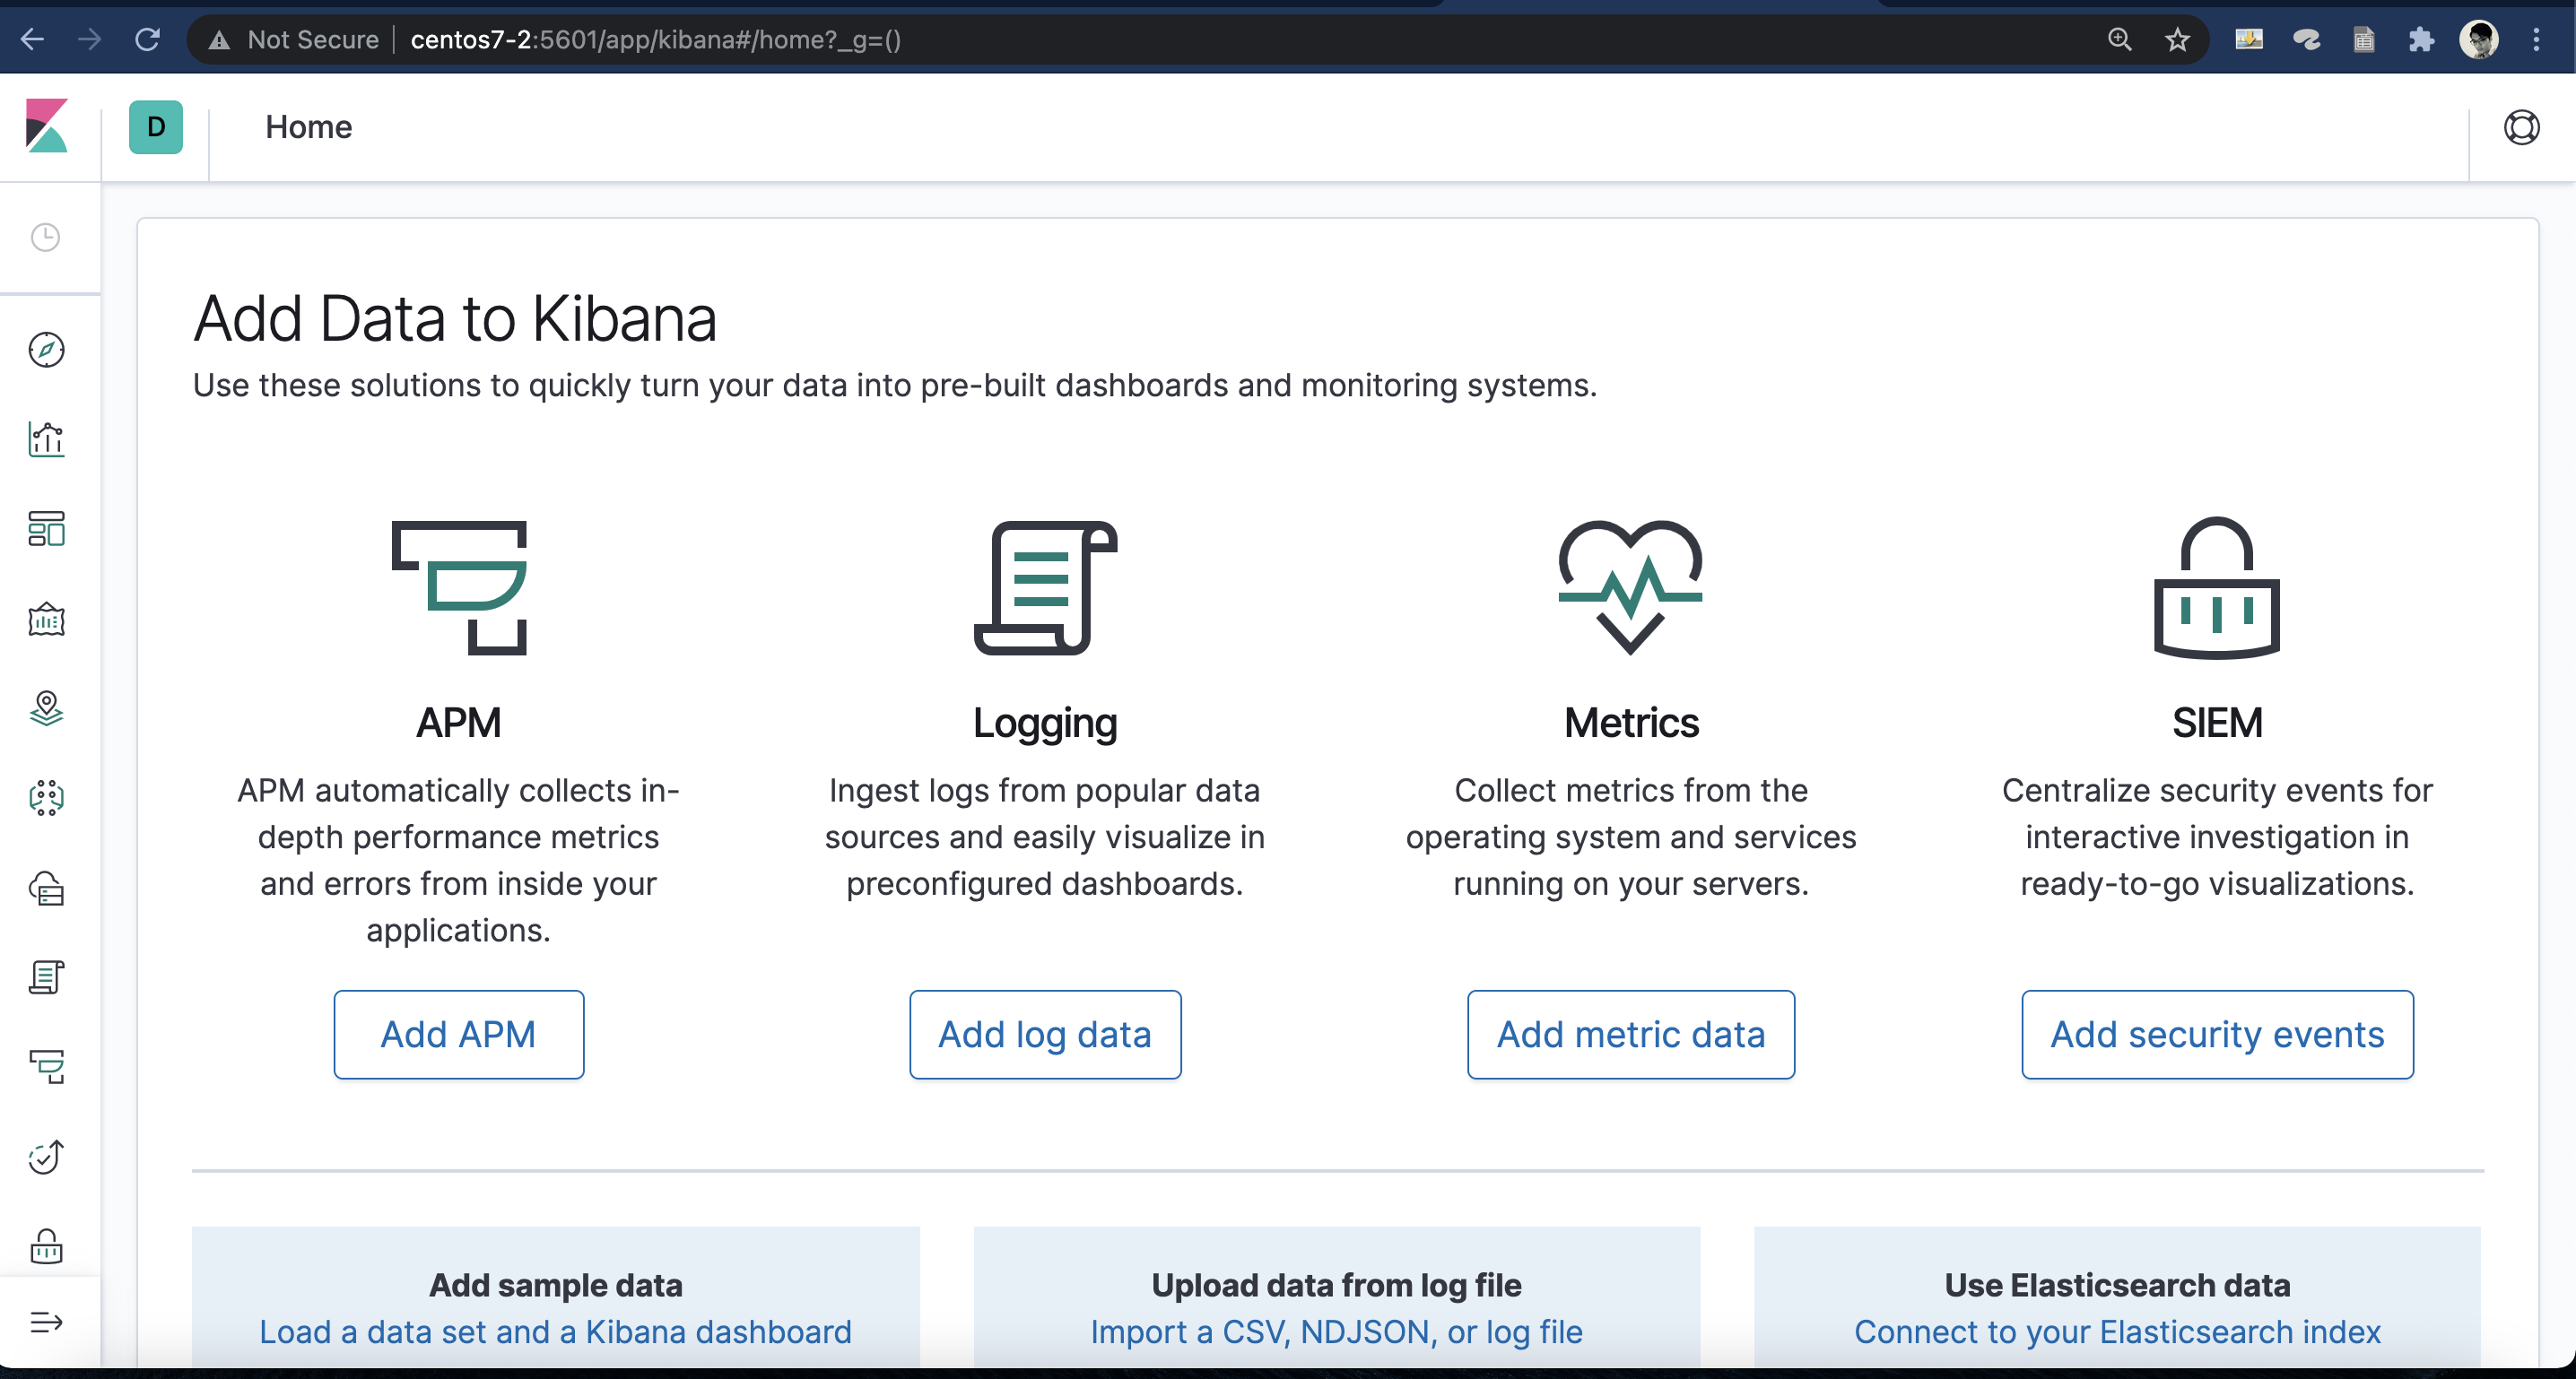 Not Secure
centos7-2:5601/app/kibana#/home?_g=()
D
Home
Add Data to Kibana
Use these solutions to quickly turn your data into pre-built dashboards and monitoring systems.
APM
APM automatically collects in-
depth performance metrics
and errors from inside your
applications.
Add APM
Logging
Ingest logs from popular data
sources and easily visualize in
preconfigured dashboards.
Add log data
Metrics
Collect metrics from the
operating system and services
running on your servers.
Add metric data
SIEM
Centralize security events for
interactive investigation in
ready-to-go visualizations.
Add security events
Add sample data
Load a data set and a Kibana dashboard
Upload data from log file
Import a CSV, NDJSON, or log file
Use Elasticsearch data
Connect to your Elasticsearch index